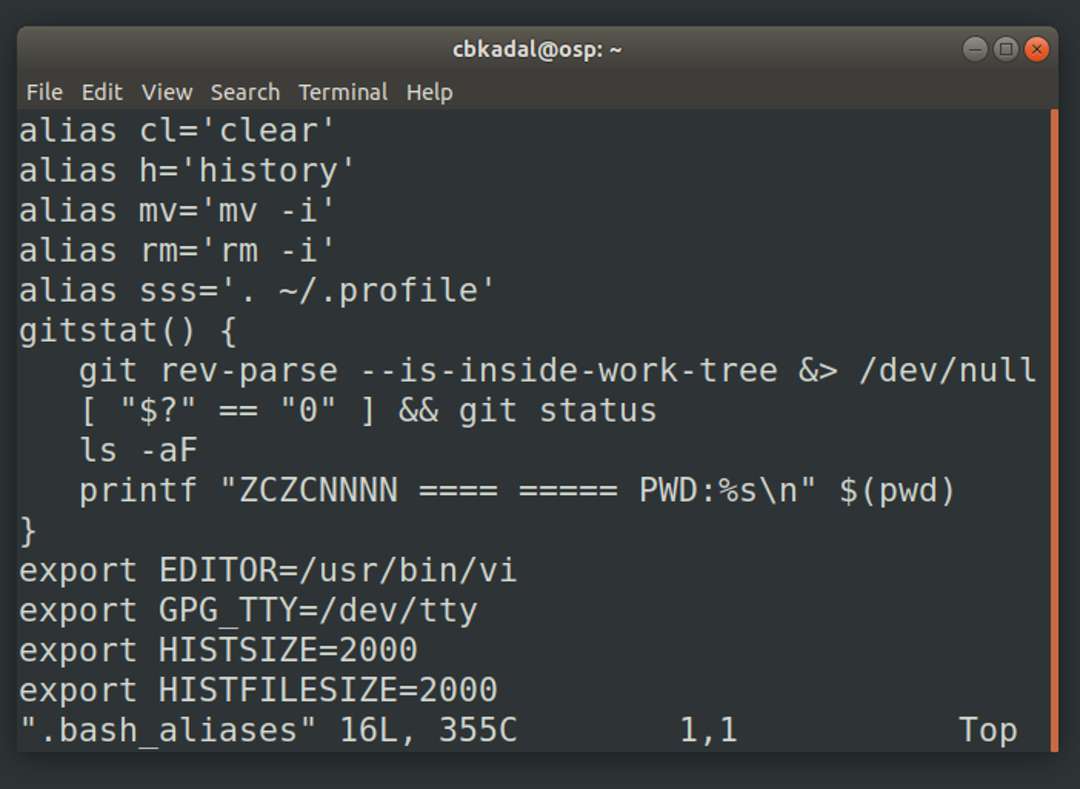 cbkadal@osp: ~
File Edit View Search Terminal Help
alias cl='clear'
alias h='history'
alias mv='mv -i'
alias rm='rm -i'
alias sss='. ~/.profile'
gitstat() {
   git rev-parse --is-inside-work-tree &> /dev/null
   [ "$?" == "0" ] && git status
   ls -aF
   printf "ZCZCNNNN ==== ===== PWD:%s\n" $(pwd)
}
export EDITOR=/usr/bin/vi
export GPG_TTY=/dev/tty
export HISTSIZE=2000
export HISTFILESIZE=2000
".bash_aliases" 16L, 355C        1,1           Top